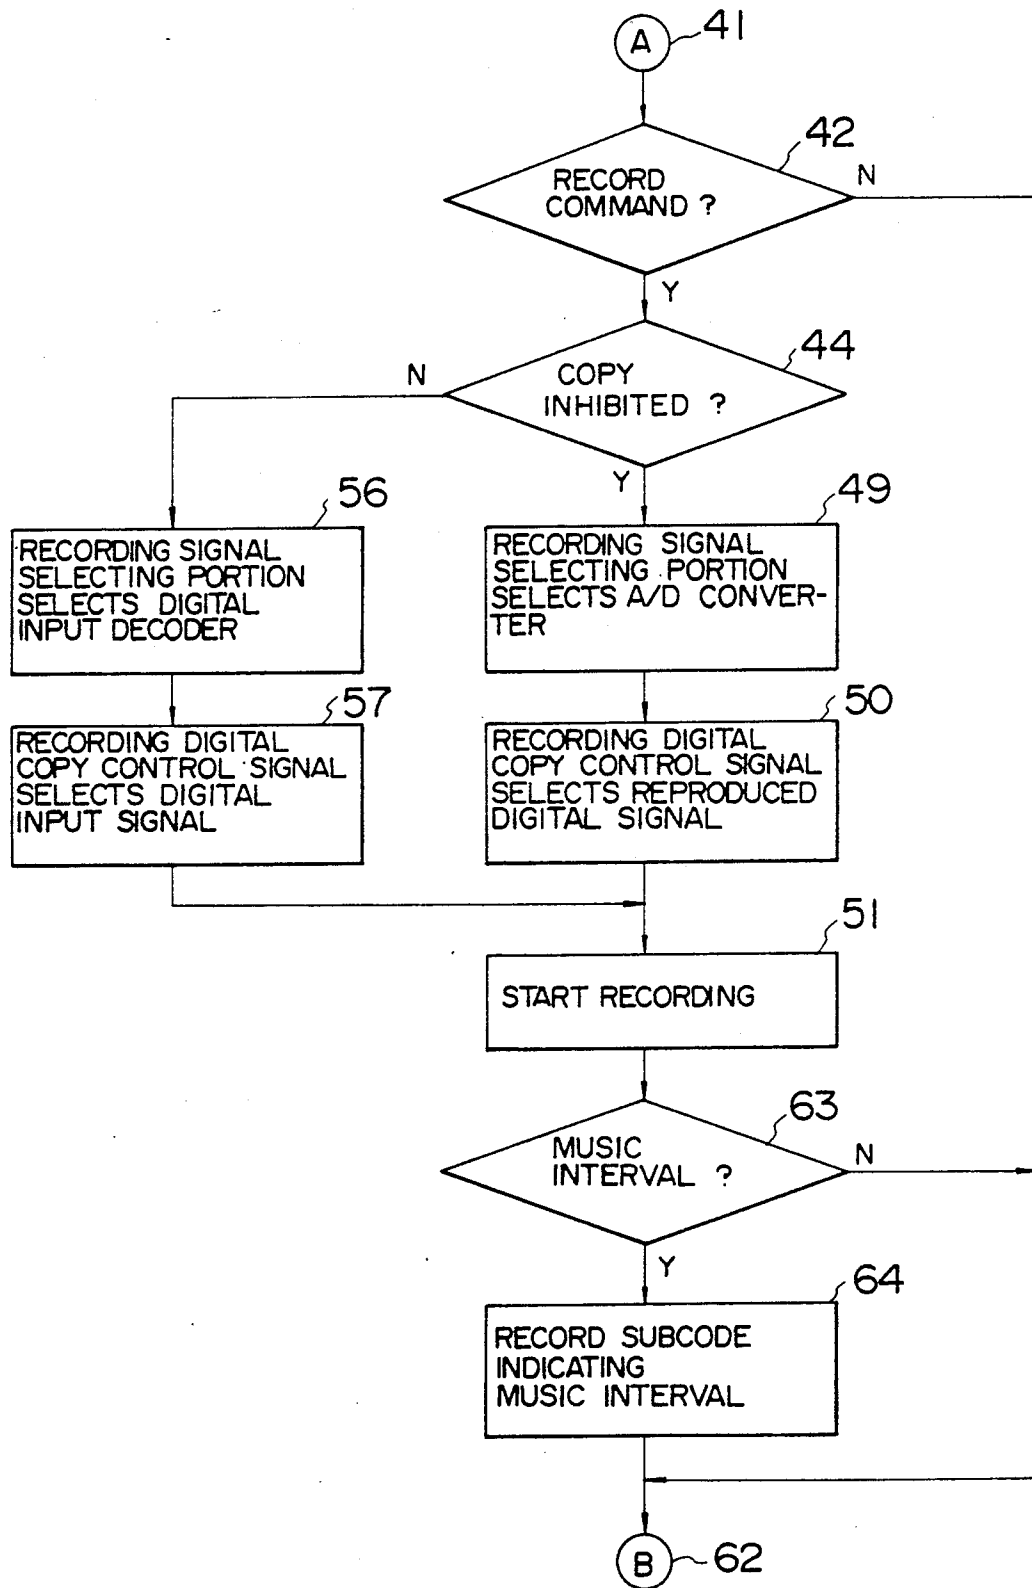 A
41
42
RECORD
COMMAND ?
N
Y
44
COPY
INHIBITED ?
N
Y
56
RECORDING SIGNAL
SELECTING PORTION
SELECTS DIGITAL
INPUT DECODER
49
RECORDING SIGNAL
SELECTING PORTION
SELECTS A/D CONVER-
TER
57
RECORDING DIGITAL
COPY CONTROL SIGNAL
SELECTS DIGITAL
INPUT SIGNAL
50
RECORDING DIGITAL
COPY CONTROL SIGNAL
SELECTS REPRODUCED
DIGITAL SIGNAL
51
START RECORDING
63
MUSIC
INTERVAL ?
N
Y
64
RECORD SUBCODE
INDICATING
MUSIC INTERVAL
B
62